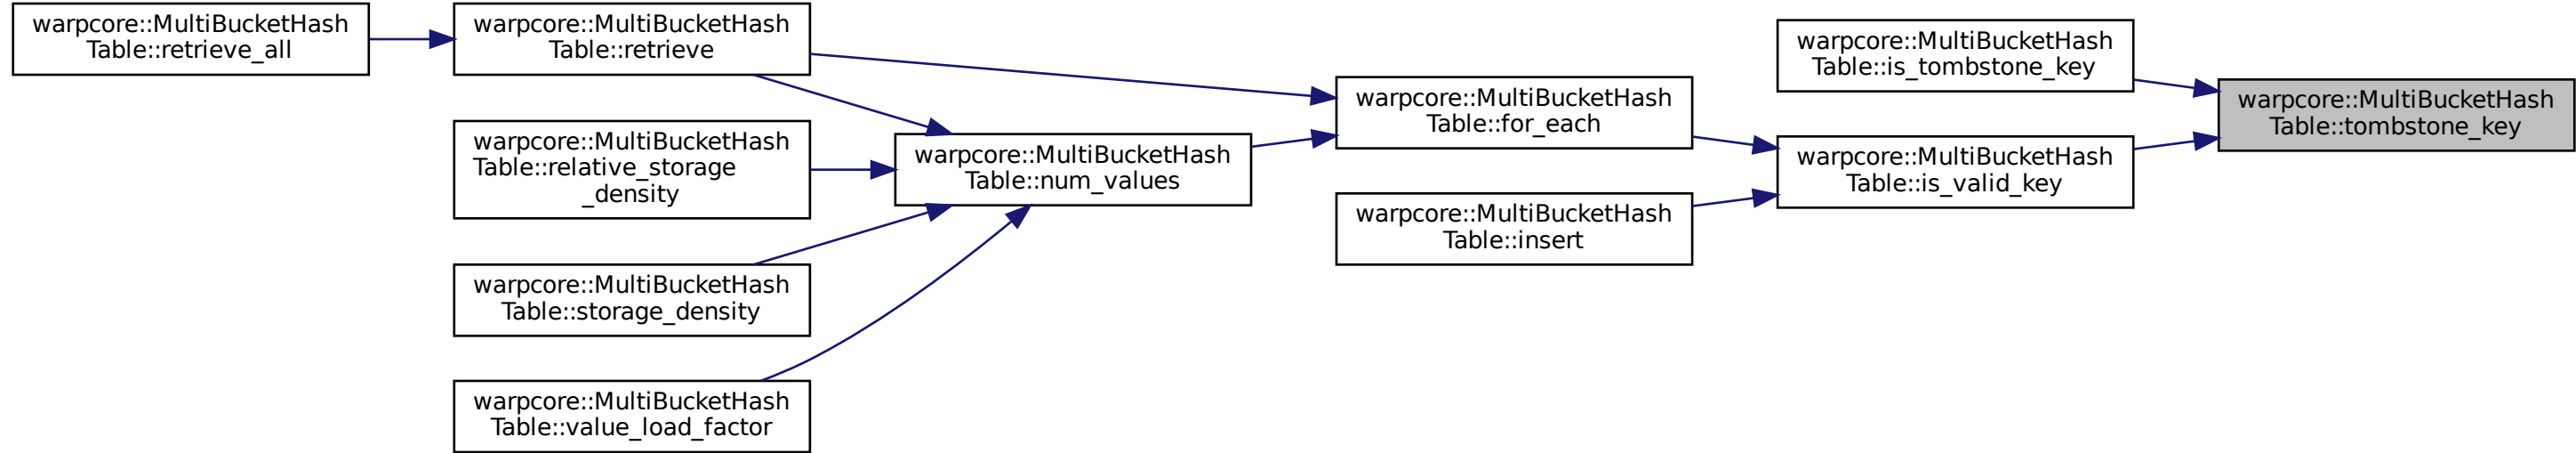 warpcore::MultiBucketHash
Table::retrieve_all
warpcore::MultiBucketHash
Table::retrieve
warpcore::MultiBucketHash
Table::relative_storage
_density
warpcore::MultiBucketHash
Table::storage_density
warpcore::MultiBucketHash
Table::value_load_factor
warpcore::MultiBucketHash
Table::num_values
warpcore::MultiBucketHash
Table::for_each
warpcore::MultiBucketHash
Table::insert
warpcore::MultiBucketHash
Table::is_tombstone_key
warpcore::MultiBucketHash
Table::is_valid_key
warpcore::MultiBucketHash
Table::tombstone_key